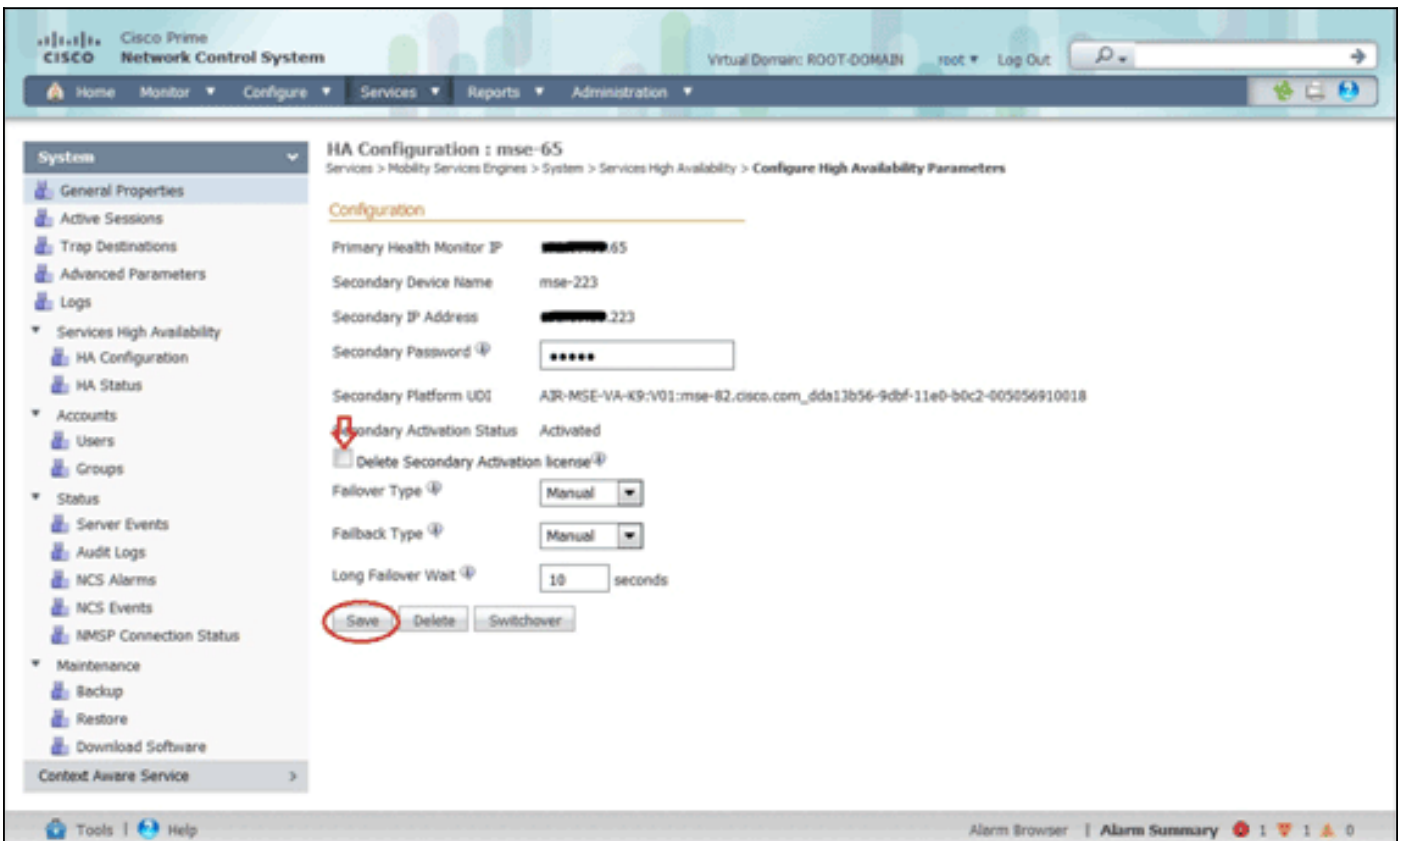 Cisco Prime
CISCO Network Control System
Virtual Domain: ROOT-DOMAIN root Log Out
Home Monitor Configure Services Reports Administration
System
General Properties
Active Sessions
Trap Destinations
Advanced Parameters
Logs
Services High Availability
HA Configuration
HA Status
Accounts
Users
Groups
Status
Server Events
Audit Logs
NCS Alarms
NCS Events
NMSP Connection Status
Maintenance
Backup
Restore
Download Software
Context Aware Service
HA Configuration : mse-65
Services > Mobility Services Engines > System > Services High Availability > Configure High Availability Parameters
Configuration
Primary Health Monitor IP .65
Secondary Device Name mse-223
Secondary IP Address .223
Secondary Password •••••
Secondary Platform UDI AIR-MSE-VA-K9:V01:mse-82.cisco.com_dda13b56-9dbf-11e0-b0c2-005056910018
Secondary Activation Status Activated
Delete Secondary Activation license
Failover Type Manual
Failback Type Manual
Long Failover Wait 10 seconds
Save Delete Switchover
Tools | Help
Alarm Browser | Alarm Summary 1 1 0